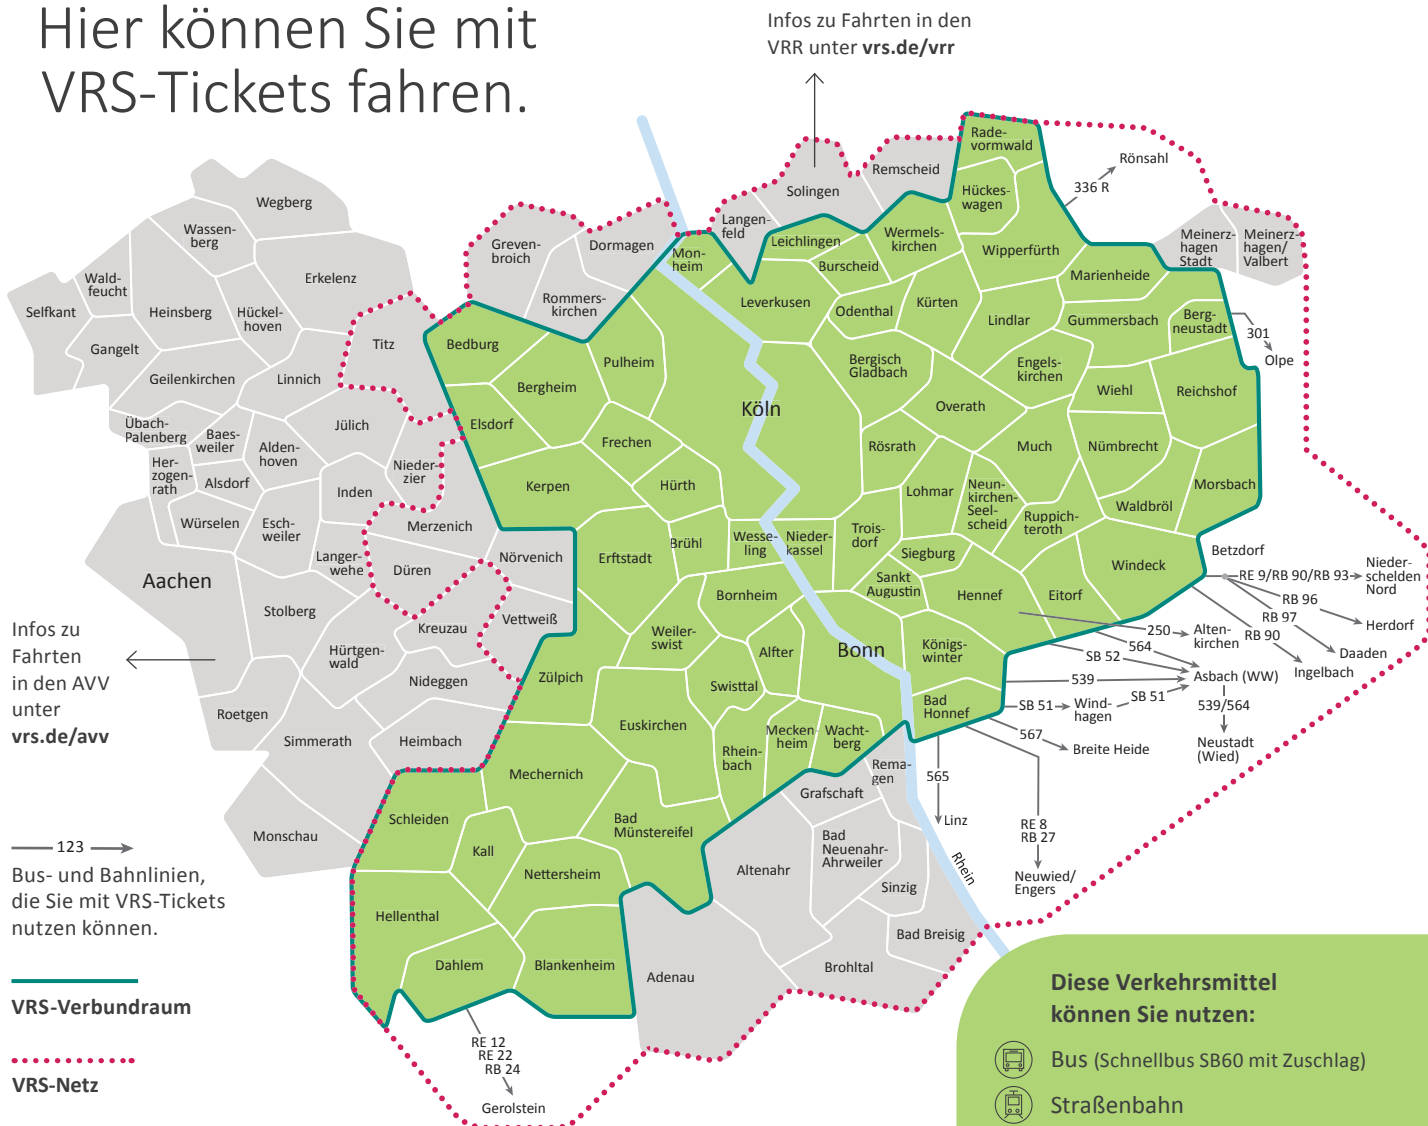 Hier können Sie mit
VRS-Tickets fahren.
Infos zu Fahrten in den
VRR unter vrs.de/vrr
Rade-
vormwald
Rönsahl
336 R
Remscheid
Solingen
Hückes-
wagen
Langen-
feld
Wegberg
Wassen-
berg
Greven-
broich
Dormagen
Mon-
heim
Leichlingen
Wermels-
kirchen
Wipperfürth
Meinerz-
hagen
Stadt
Meinerz-
hagen/
Valbert
Wald-
feucht
Erkelenz
Burscheid
Marienheide
Selfkant
Heinsberg
Hückel-
hoven
Rommers-
kirchen
Leverkusen
Odenthal
Kürten
Lindlar
Gummersbach
Berg-
neustadt
301
Olpe
Gangelt
Titz
Bedburg
Pulheim
Bergisch
Gladbach
Engels-
kirchen
Geilenkirchen
Linnich
Bergheim
Wiehl
Reichshof
Köln
Overath
Übach-
Palenberg
Baes-
weiler
Alden-
hoven
Jülich
Elsdorf
Frechen
Rösrath
Much
Nümbrecht
Her-
zogen-
rath
Alsdorf
Inden
Nieder-
zier
Kerpen
Hürth
Lohmar
Neun-
kirchen-
Seel-
scheid
Morsbach
Waldbröl
Würselen
Esch-
weiler
Merzenich
Ruppich-
teroth
Langer-
wehe
Düren
Nörvenich
Erftstadt
Brühl
Wesse-
ling
Nieder-
kassel
Trois-
dorf
Siegburg
Windeck
Betzdorf
Aachen
Stolberg
Sankt
Augustin
Hennef
Eitorf
RE 9/RB 90/RB 93
Nieder-
schelden
Nord
RB 96
Herdorf
RB 97
Daaden
RB 90
Ingelbach
Infos zu
Fahrten
in den AVV
unter
vrs.de/avv
Kreuzau
Vettweiß
Bornheim
Weiler-
swist
Alfter
Bonn
Königs-
winter
250
Alten-
kirchen
564
SB 52
Hürtgen-
wald
Nideggen
Zülpich
Swisttal
539
Asbach (WW)
Roetgen
Simmerath
Heimbach
Euskirchen
Rhein-
bach
Mecken-
heim
Wacht-
berg
Bad
Honnef
SB 51
Wind-
hagen
SB 51
539/564
Neustadt
(Wied)
567
Breite Heide
Mechernich
Rema-
gen
565
Linz
Grafschaft
Monschau
Schleiden
Kall
Bad
Münstereifel
Bad
Neuenahr-
Ahrweiler
RE 8
RB 27
Neuwied/
Engers
123
Bus- und Bahnlinien,
die Sie mit VRS-Tickets
nutzen können.
Nettersheim
Altenahr
Sinzig
Rhein
Hellenthal
Bad Breisig
Dahlem
Blankenheim
Adenau
Brohltal
VRS-Verbundraum
VRS-Netz
RE 12
RE 22
RB 24
Gerolstein
Diese Verkehrsmittel
können Sie nutzen:
Bus (Schnellbus SB60 mit Zuschlag)
Straßenbahn